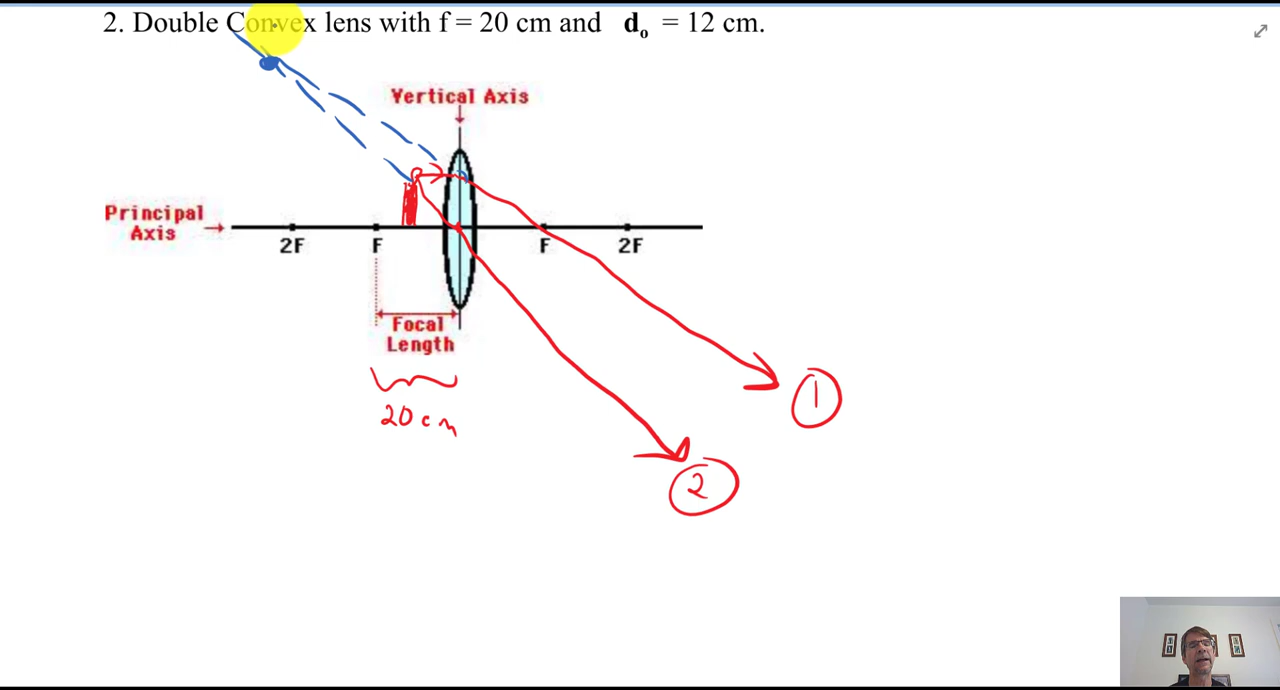 2. Double Convex lens with f = 20 cm and dₒ = 12 cm.
Vertical Axis
Principal
Axis
2F
F
F
2F
Focal
Length
20 cm
1
2